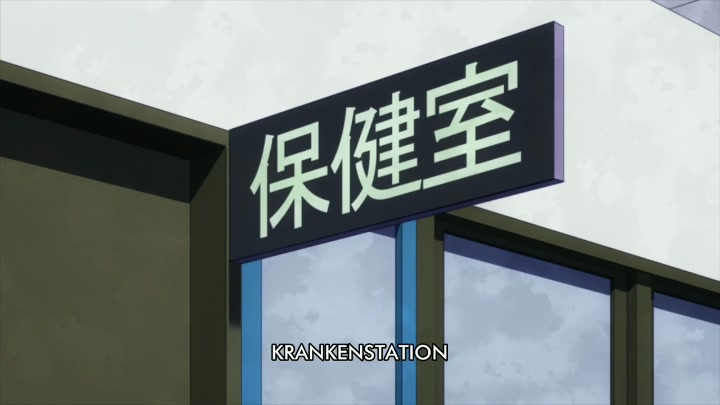 保健室
KRANKENSTATION